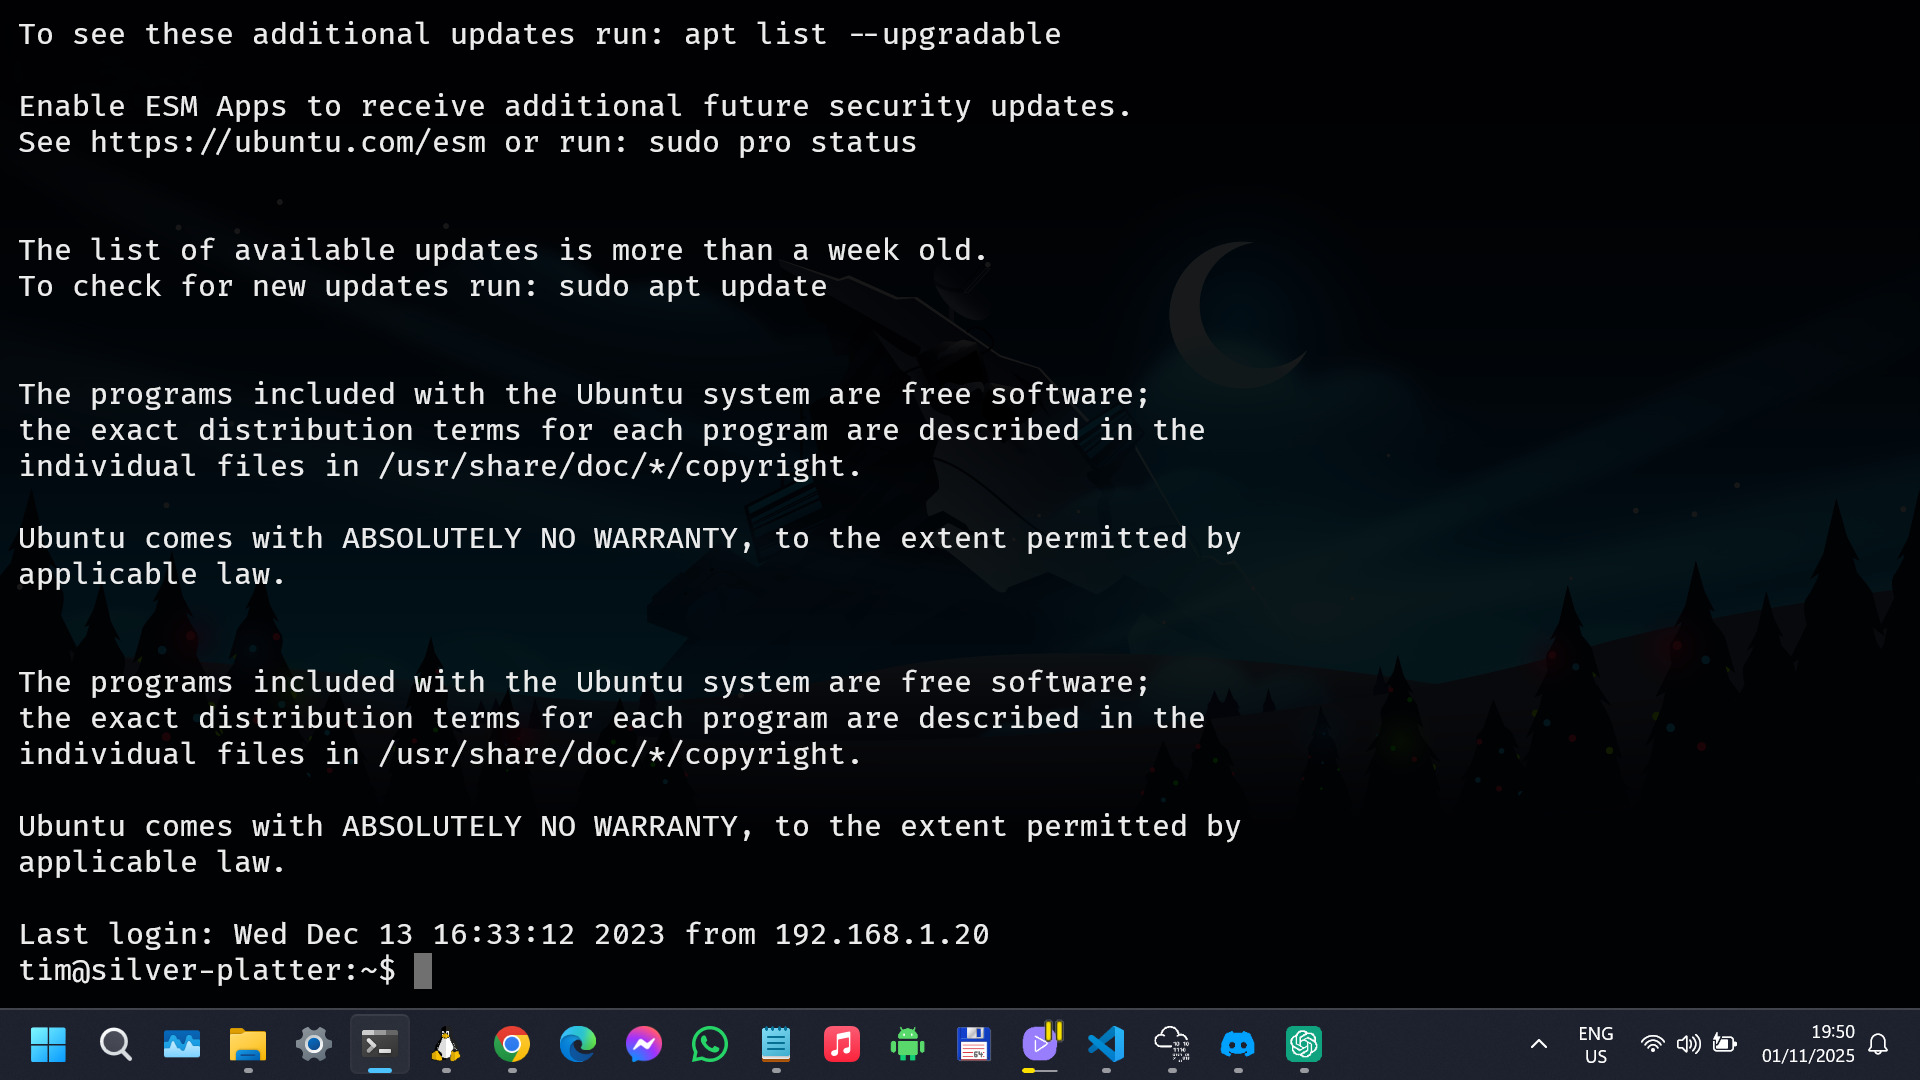 To see these additional updates run: apt list --upgradable
Enable ESM Apps to receive additional future security updates.
See https://ubuntu.com/esm or run: sudo pro status
The list of available updates is more than a week old.
To check for new updates run: sudo apt update
The programs included with the Ubuntu system are free software;
the exact distribution terms for each program are described in the
individual files in /usr/share/doc/*/copyright.
Ubuntu comes with ABSOLUTELY NO WARRANTY, to the extent permitted by
applicable law.
The programs included with the Ubuntu system are free software;
the exact distribution terms for each program are described in the
individual files in /usr/share/doc/*/copyright.
Ubuntu comes with ABSOLUTELY NO WARRANTY, to the extent permitted by
applicable law.
Last login: Wed Dec 13 16:33:12 2023 from 192.168.1.20
tim@silver-platter:~$
ENG
US
19:50
01/11/2025